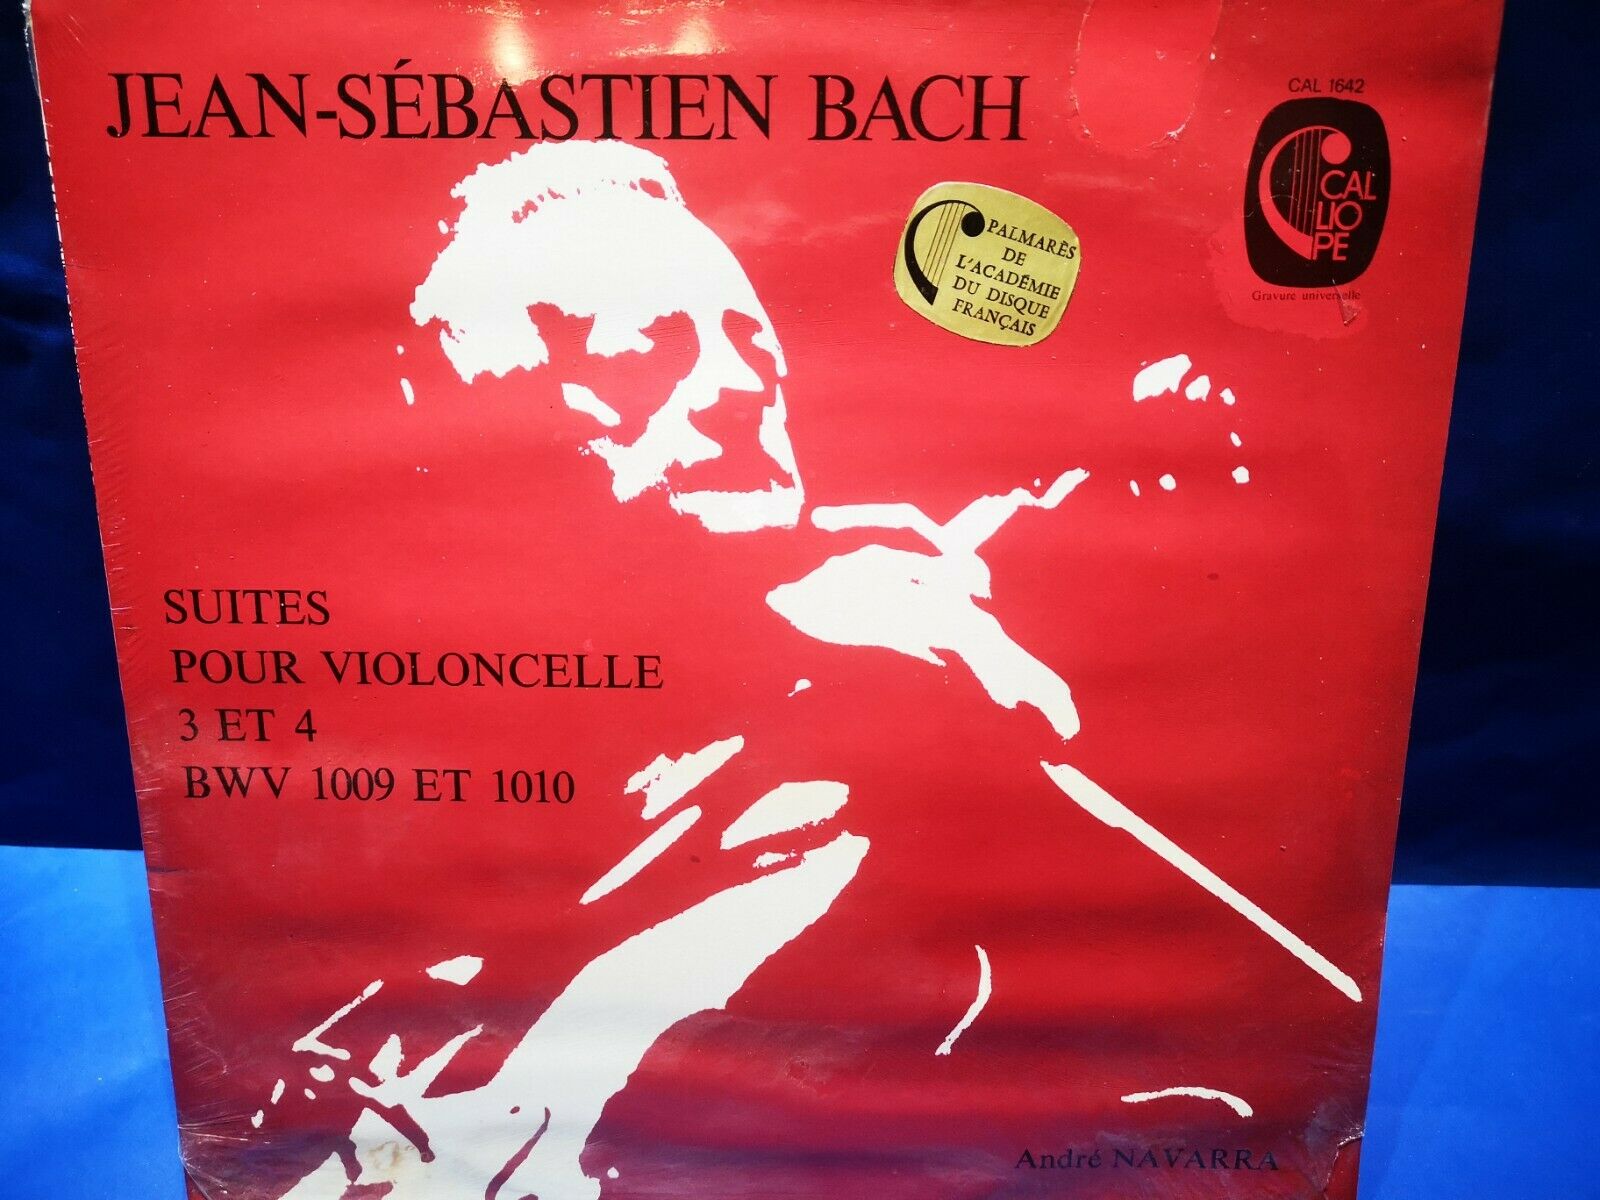 JEAN-SÉBASTIEN BACH
CAL 1642
CAL
LIO
PE
Gravure universelle
PALMARÈS
DE
L'ACADÉMIE
DU DISQUE
FRANÇAIS
SUITES
POUR VIOLONCELLE
3 ET 4
BWV 1009 ET 1010
André NAVARRA